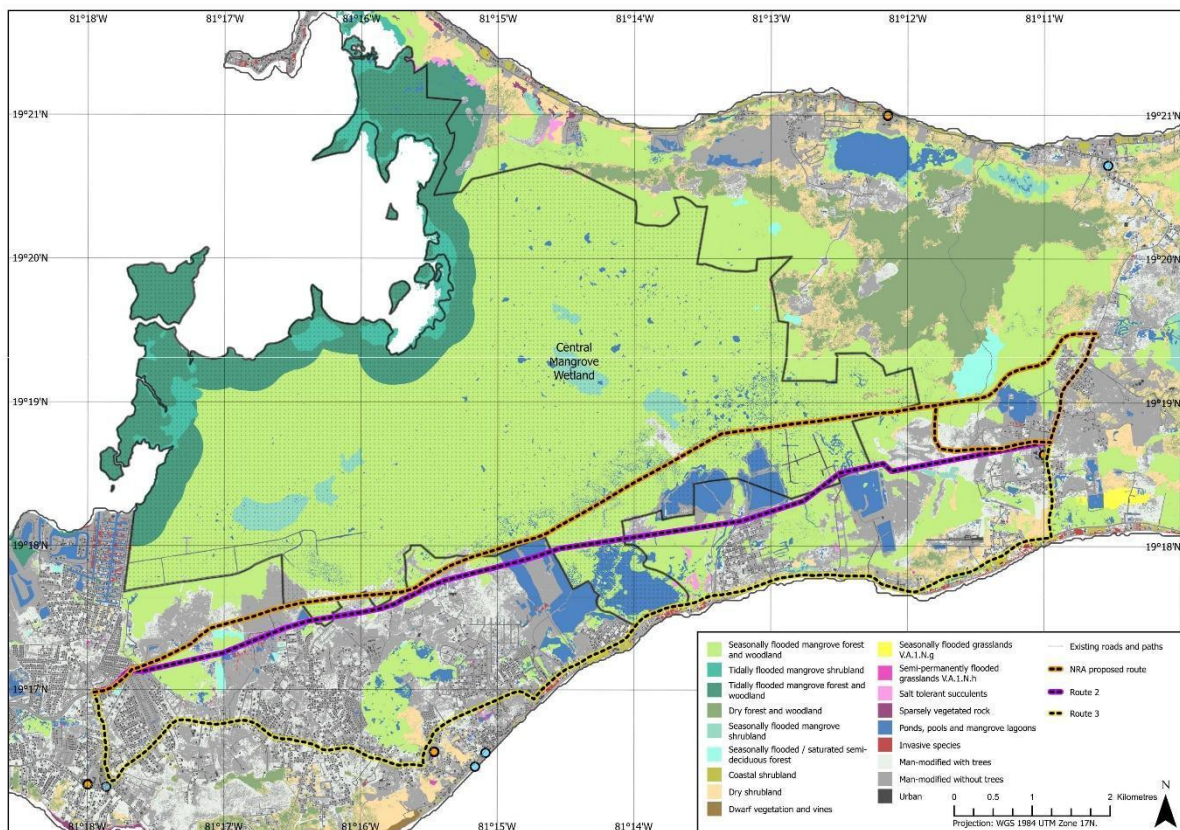 81°18'W 81°17'W 81°16'W 81°15'W 81°14'W 81°13'W 81°12'W 81°11'W
19°21'N 19°21'N
19°20'N 19°20'N
Central
Mangrove
Wetland
19°19'N 19°19'N
19°18'N 19°18'N
19°17'N
81°18'W 81°17'W 81°16'W 81°15'W 81°14'W
Seasonally flooded mangrove forest
and woodland
Tidally flooded mangrove shrubland
Tidally flooded mangrove forest and
woodland
Dry forest and woodland
Seasonally flooded mangrove
shrubland
Seasonally flooded / saturated semi-
deciduous forest
Coastal shrubland
Dry shrubland
Dwarf vegetation and vines
Seasonally flooded grasslands
V.A.1.N.g
Semi-permanently flooded
grasslands V.A.1.N.h
Salt tolerant succulents
Sparsely vegetated rock
Ponds, pools and mangrove lagoons
Invasive species
Man-modified with trees
Man-modified without trees
Urban
Existing roads and paths
NRA proposed route
Route 2
Route 3
N
0 0.5 1 2 Kilometres
Projection: WGS 1984 UTM Zone 17N.